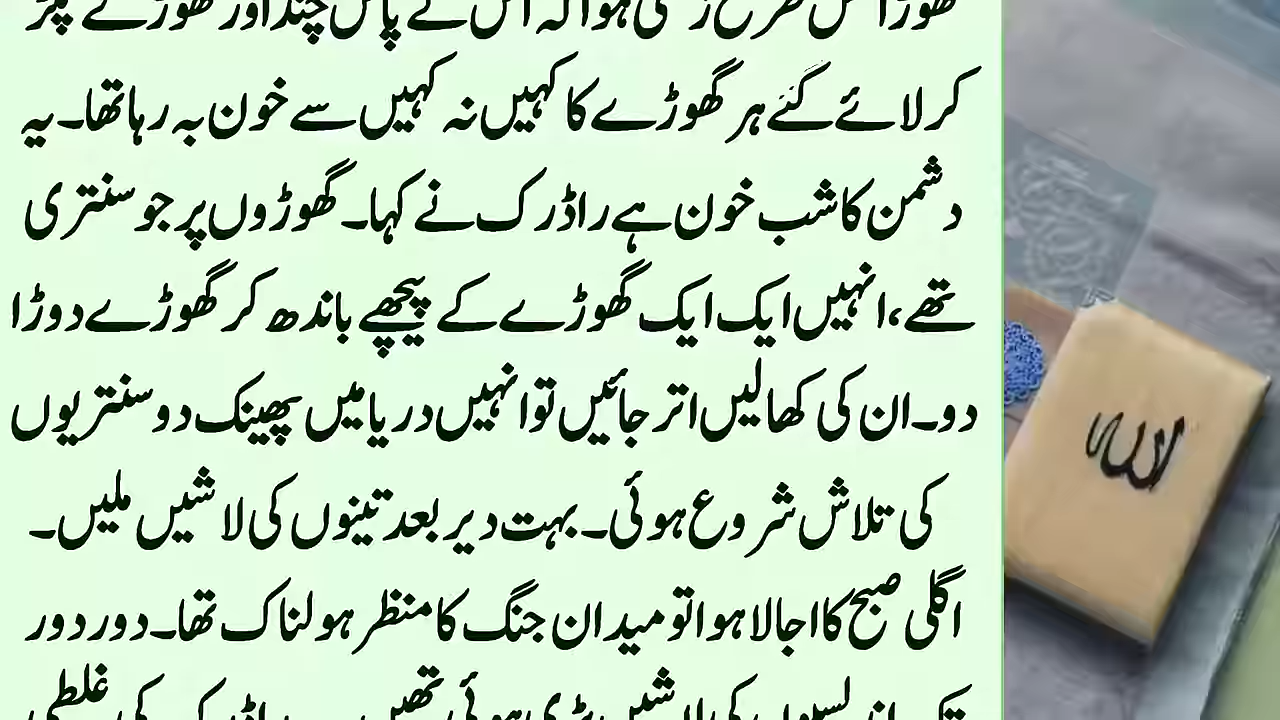 کر لائے گئے ہر گھوڑے کا کہیں نہ کہیں سے خون بہ رہا تھا۔ یہ
دشمن کا شب خون ہے راڈرک نے کہا۔ گھوڑوں پر جو سنتری
تھے، انہیں ایک ایک گھوڑے کے پیچھے باندھ کر گھوڑے دوڑا
دو۔ ان کی کھالیں اتر جائیں تو انہیں دریا میں پھینک دو سنتریوں
کی تلاش شروع ہوئی۔ بہت دیر بعد تینوں کی لاشیں ملیں۔
اگلی صبح کا اجالا ہوا تو میدان جنگ کا منظر ہولناک تھا۔ دور دور
الله